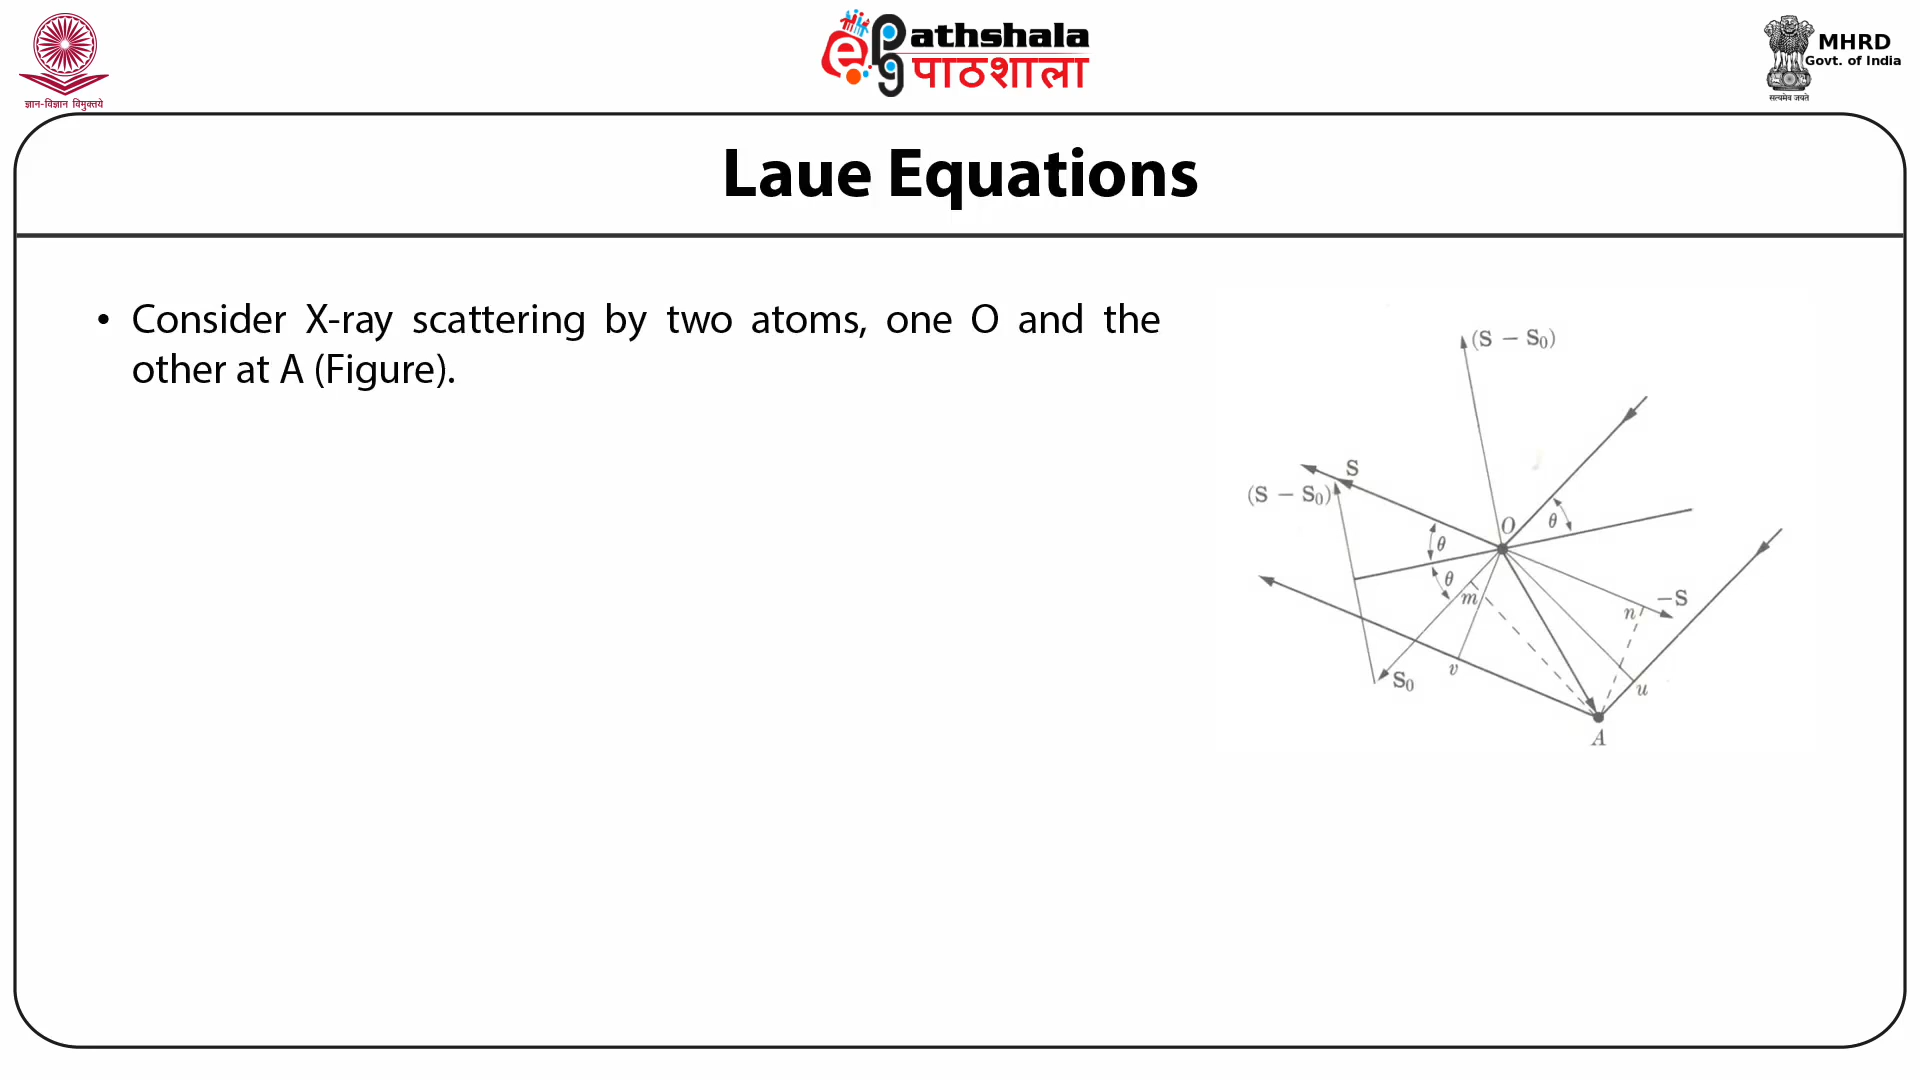 ज्ञान-विज्ञान विमुक्तये
ePathshala
पाठशाला
MHRD
Govt. of India
सत्यमेव जयते
Laue Equations
• Consider X-ray scattering by two atoms, one O and the
other at A (Figure).
(S − S₀)
S
(S − S₀)
O
θ
θ
θ
m
−S
n
v
S₀
u
A